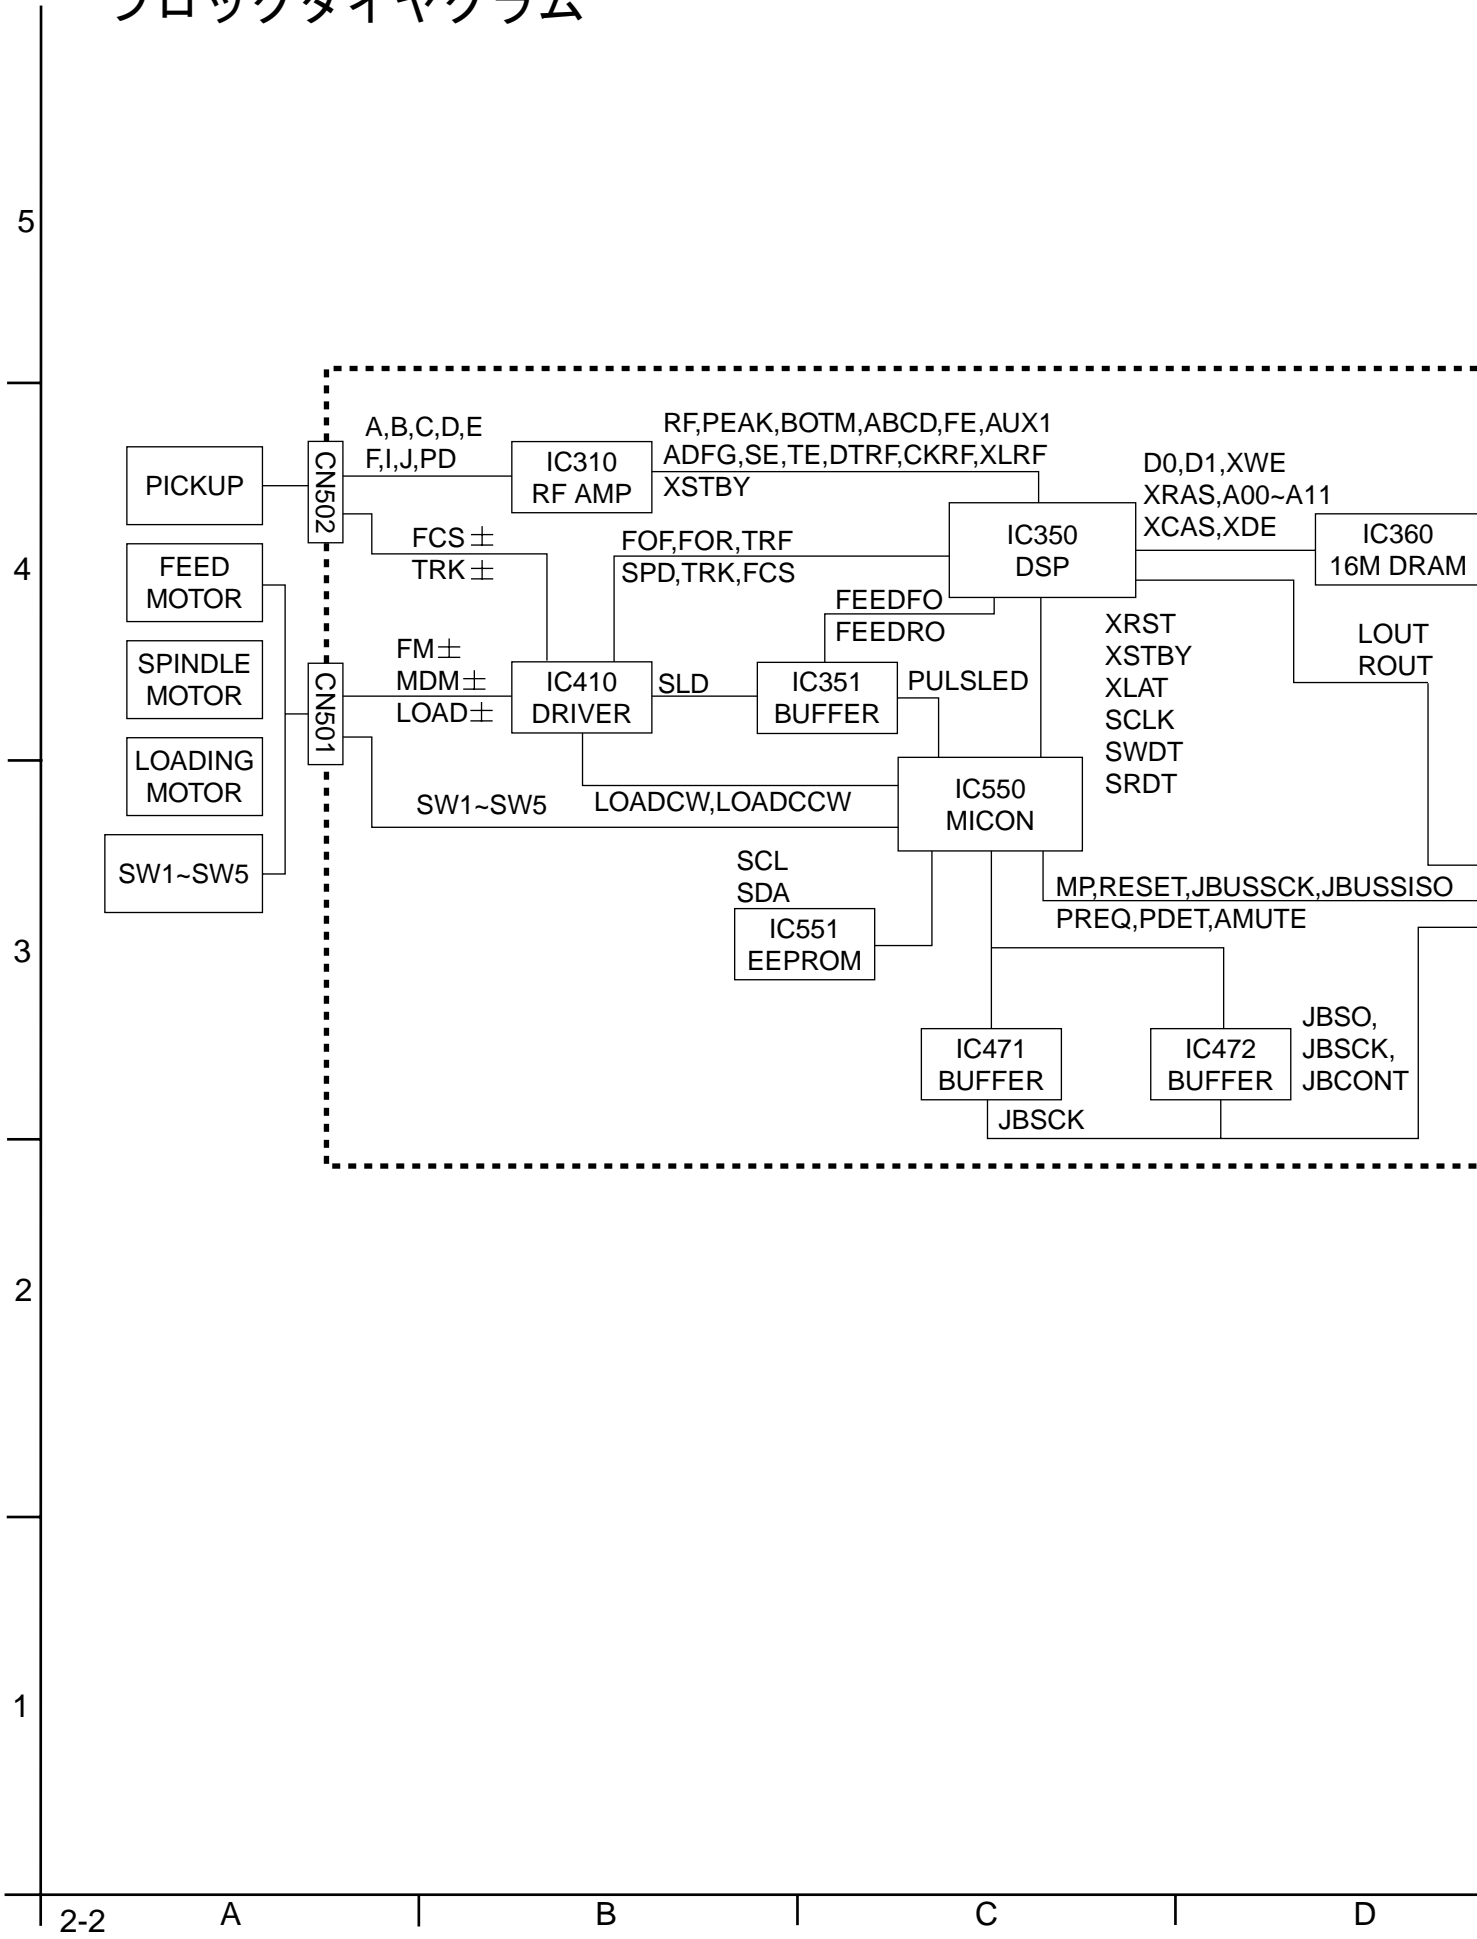 ブロックダイヤグラム
5
A,B,C,D,E
F,I,J,PD
RF,PEAK,BOTM,ABCD,FE,AUX1
ADFG,SE,TE,DTRF,CKRF,XLRF
XSTBY
PICKUP
CN502
IC310
RF AMP
D0,D1,XWE
XRAS,A00~A11
XCAS,XDE
4
FEED
MOTOR
FCS±
TRK±
FOF,FOR,TRF
SPD,TRK,FCS
IC350
DSP
IC360
16M DRAM
FEEDFO
FEEDRO
SPINDLE
MOTOR
CN501
FM±
MDM±
LOAD±
IC410
DRIVER
SLD
IC351
BUFFER
PULSLED
XRST
XSTBY
XLAT
SCLK
SWDT
SRDT
LOUT
ROUT
LOADING
MOTOR
SW1~SW5
LOADCW,LOADCCW
IC550
MICON
SW1~SW5
SCL
SDA
MP,RESET,JBUSSCK,JBUSSISO
PREQ,PDET,AMUTE
3
IC551
EEPROM
IC471
BUFFER
IC472
BUFFER
JBSO,
JBSCK,
JBCONT
JBSCK
2
1
2-2
A
B
C
D